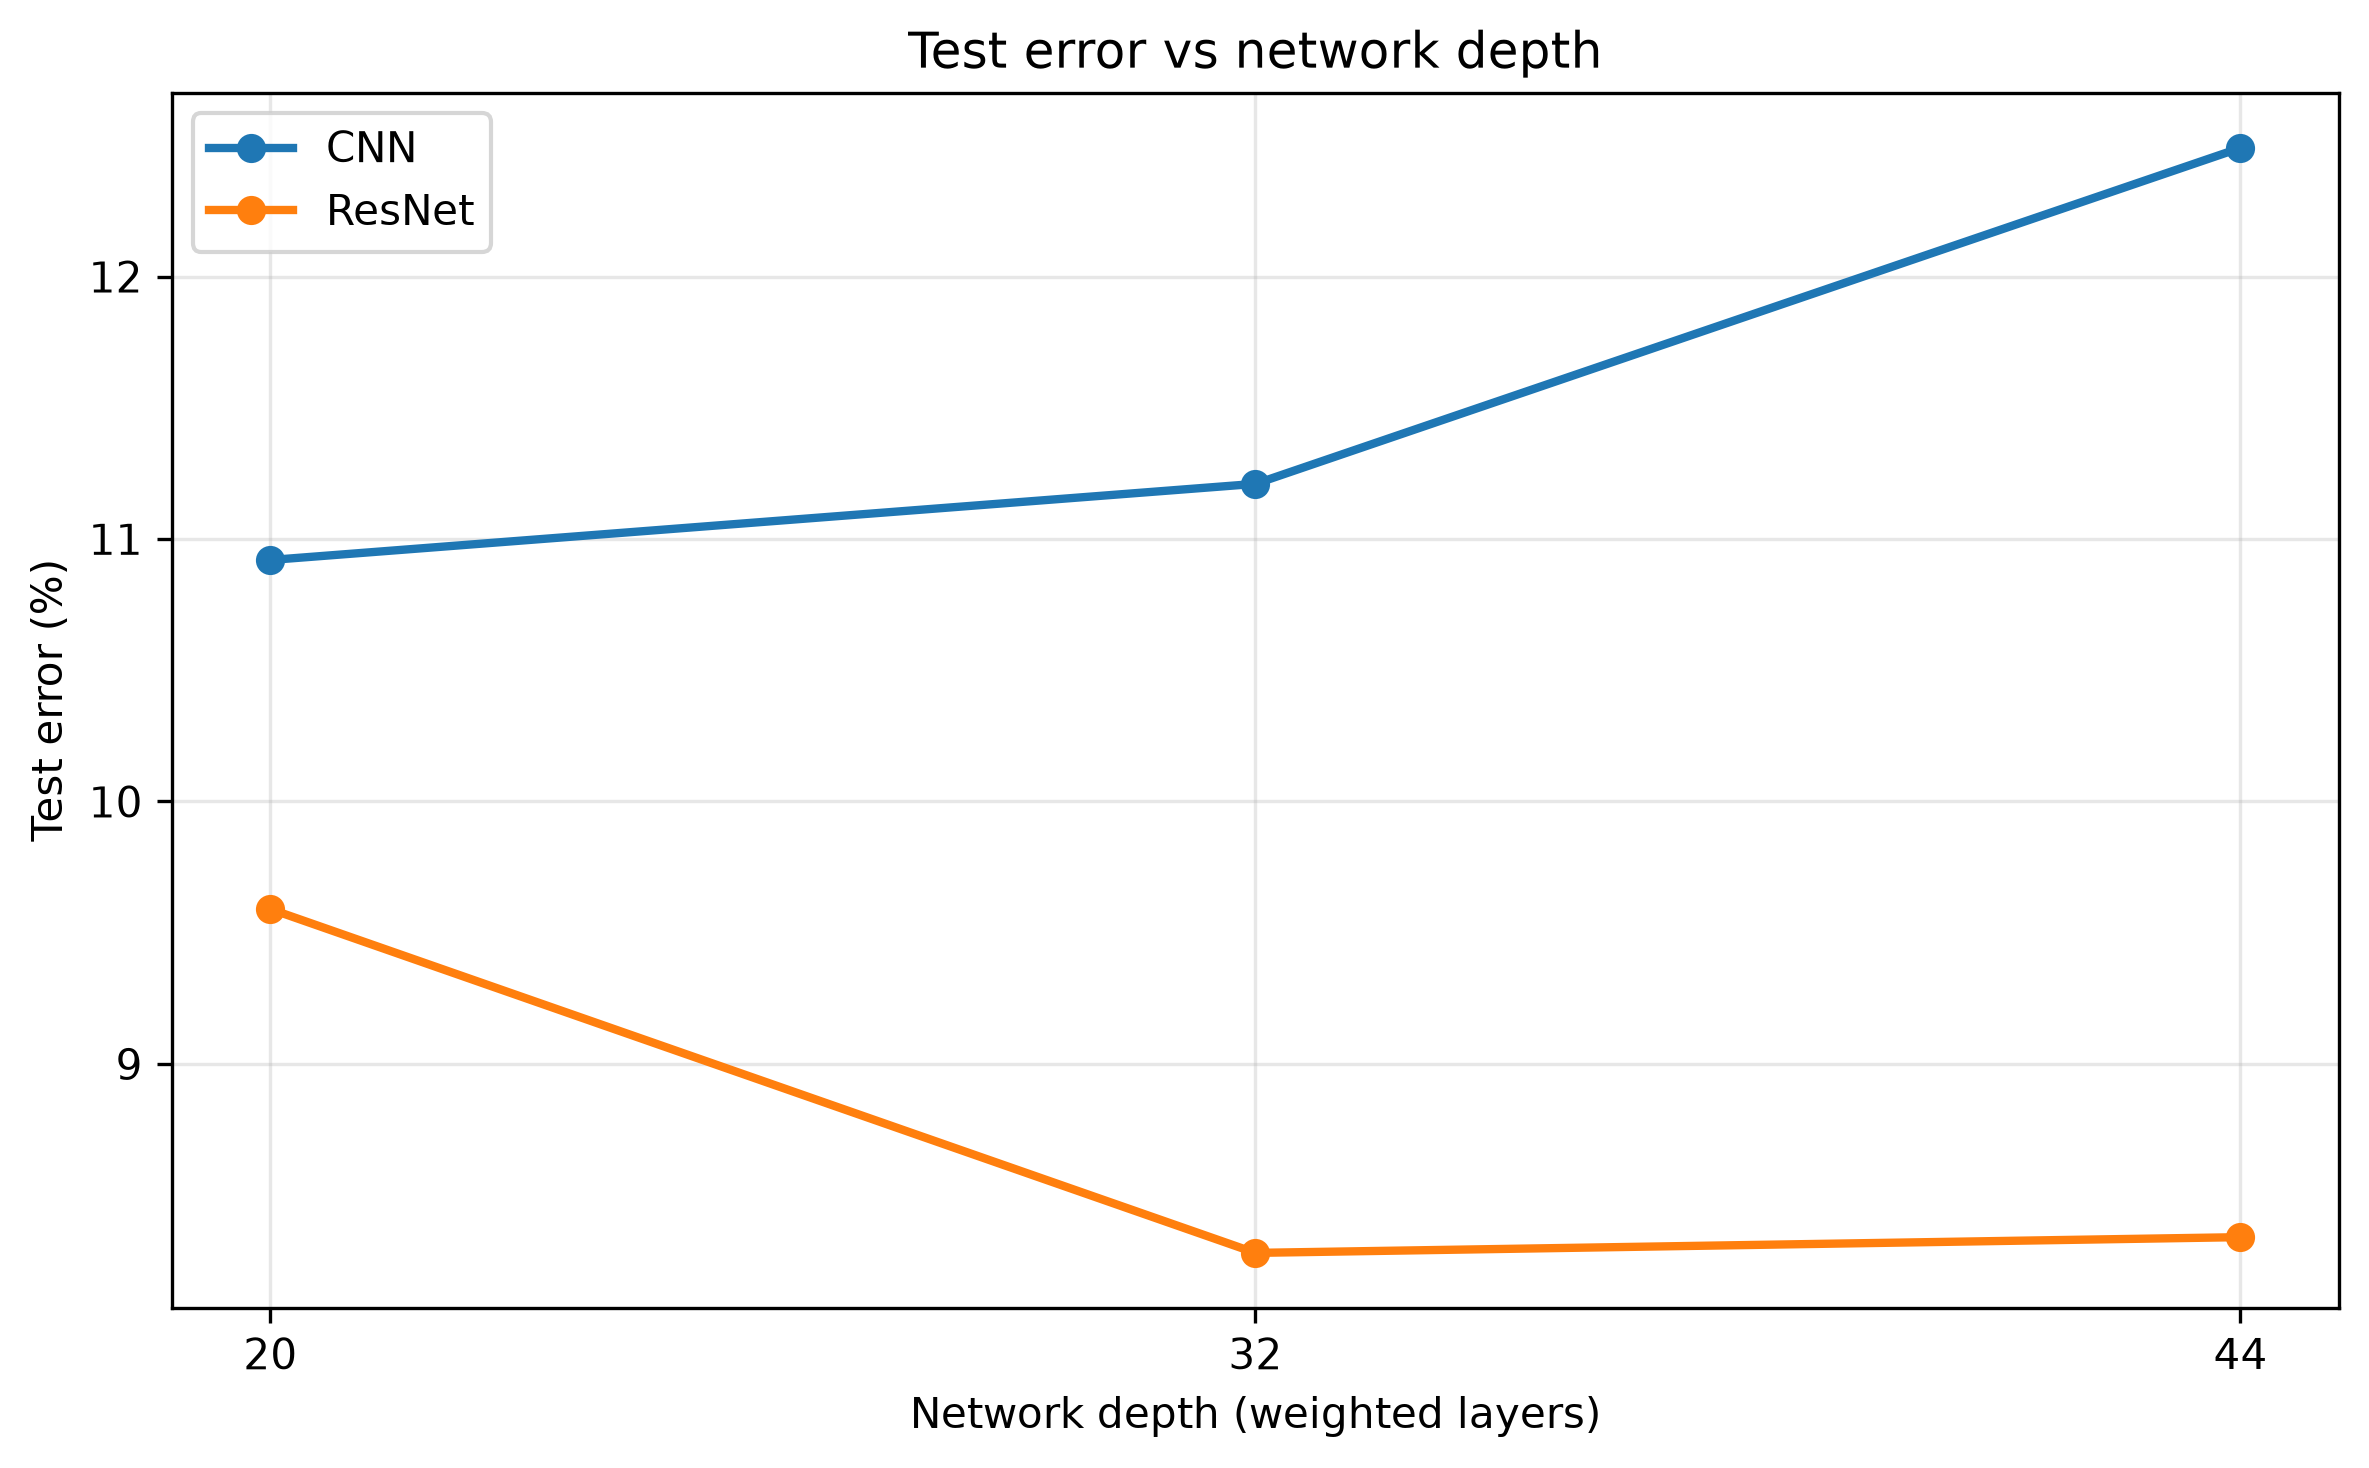 Test error vs network depth
CNN
ResNet
12
11
10
9
Test error (%)
20
32
44
Network depth (weighted layers)